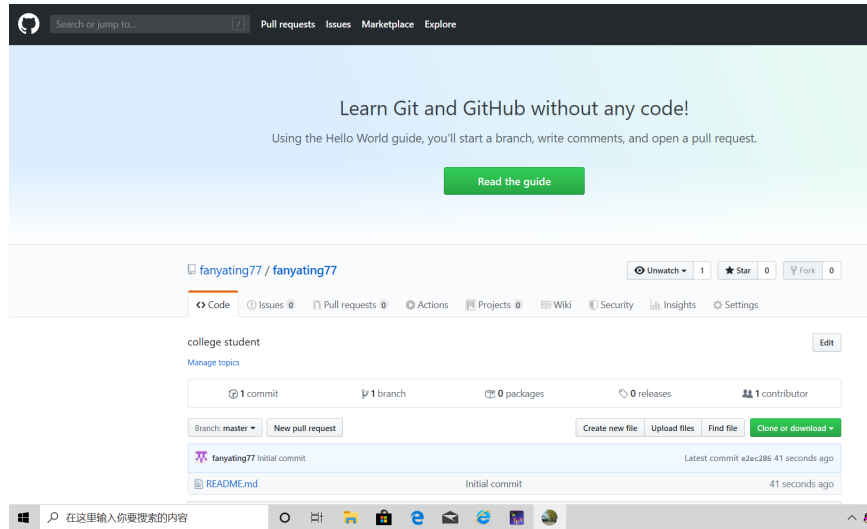 Search or jump to... / Pull requests Issues Marketplace Explore
Learn Git and GitHub without any code!
Using the Hello World guide, you'll start a branch, write comments, and open a pull request.
Read the guide
fanyating77 / fanyating77 Unwatch 1 Star 0 Fork 0
Code Issues 0 Pull requests 0 Actions Projects 0 Wiki Security Insights Settings
college student Edit
Manage topics
1 commit 1 branch 0 packages 0 releases 1 contributor
Branch: master New pull request Create new file Upload files Find file Clone or download
fanyating77 Initial commit Latest commit e2ec286 41 seconds ago
README.md Initial commit 41 seconds ago
在这里输入你要搜索的内容